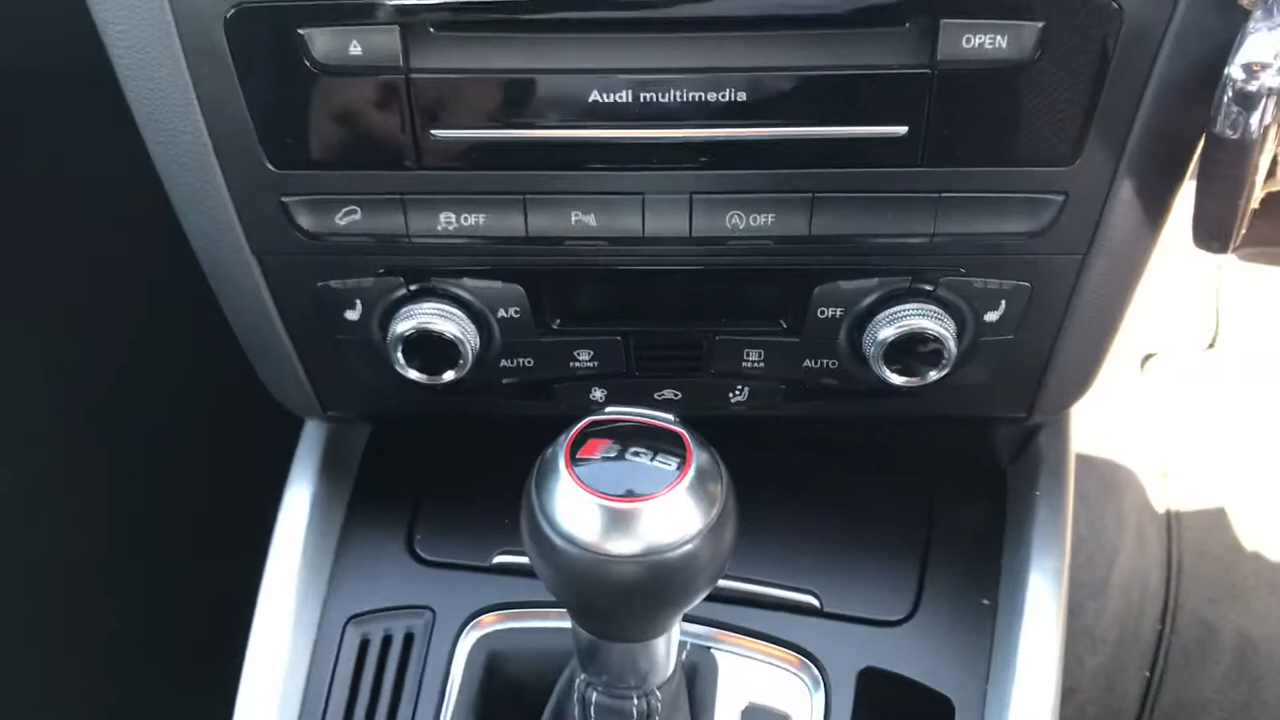 OPEN
Audi multimedia
OFF
P
A OFF
A/C
OFF
AUTO
FRONT
REAR
AUTO
S Q5